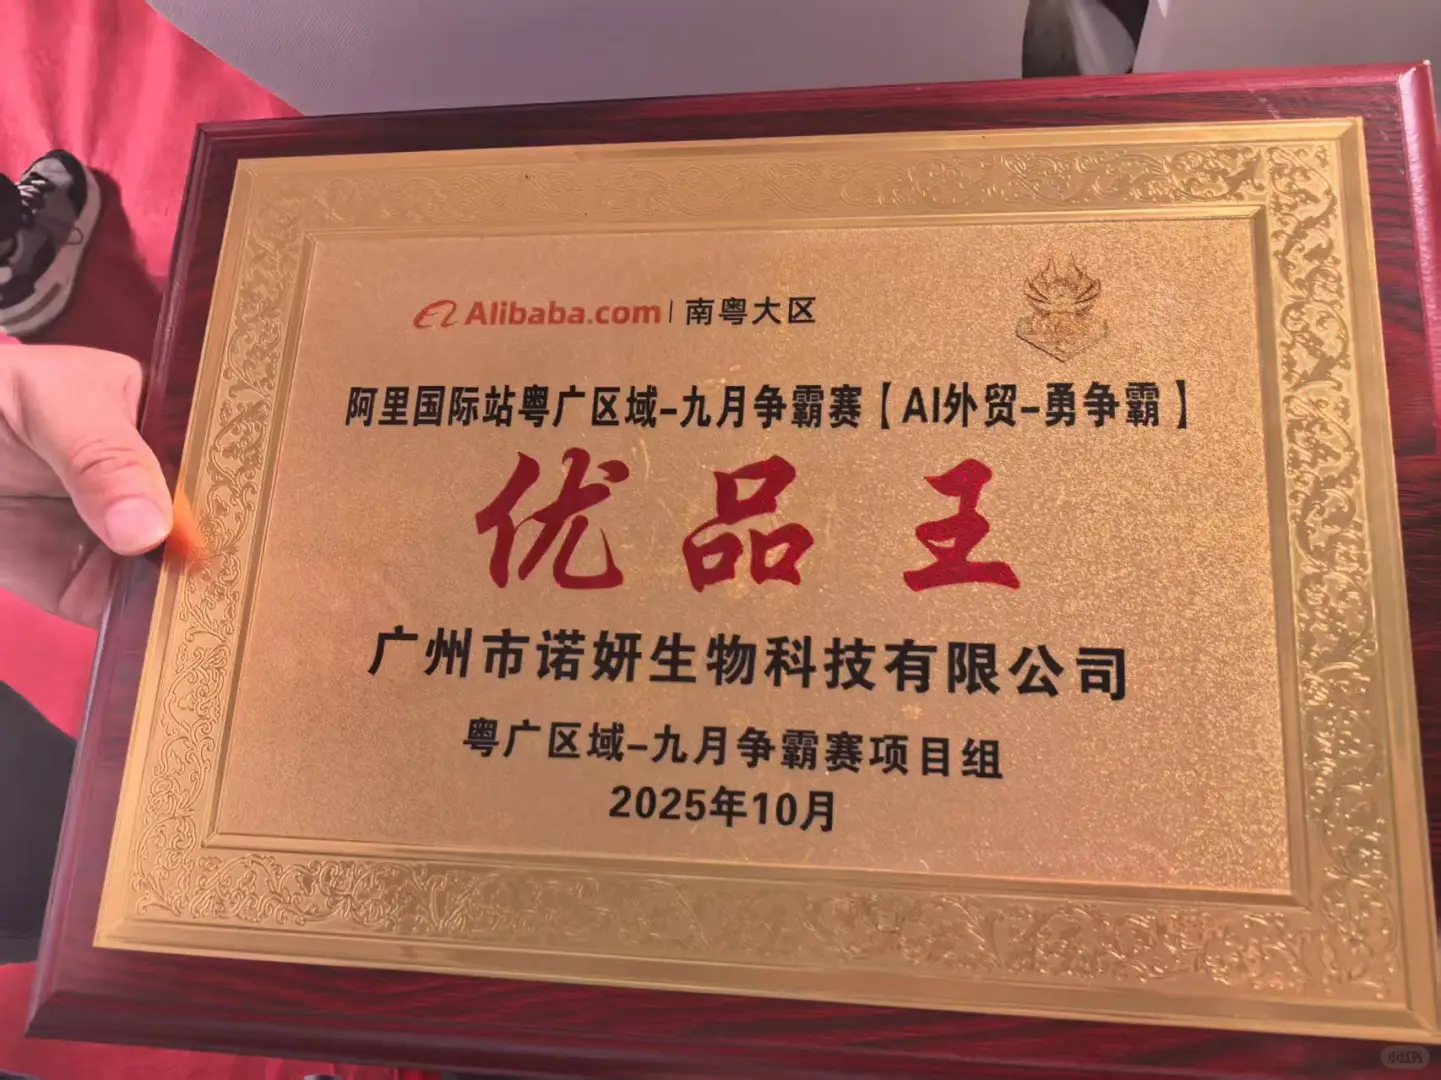 Alibaba.com | 南粤大区
阿里国际站粤广区域-九月争霸赛【AI外贸-勇争霸】
优品王
广州市诺妍生物科技有限公司
粤广区域-九月争霸赛项目组
2025年10月
小红书